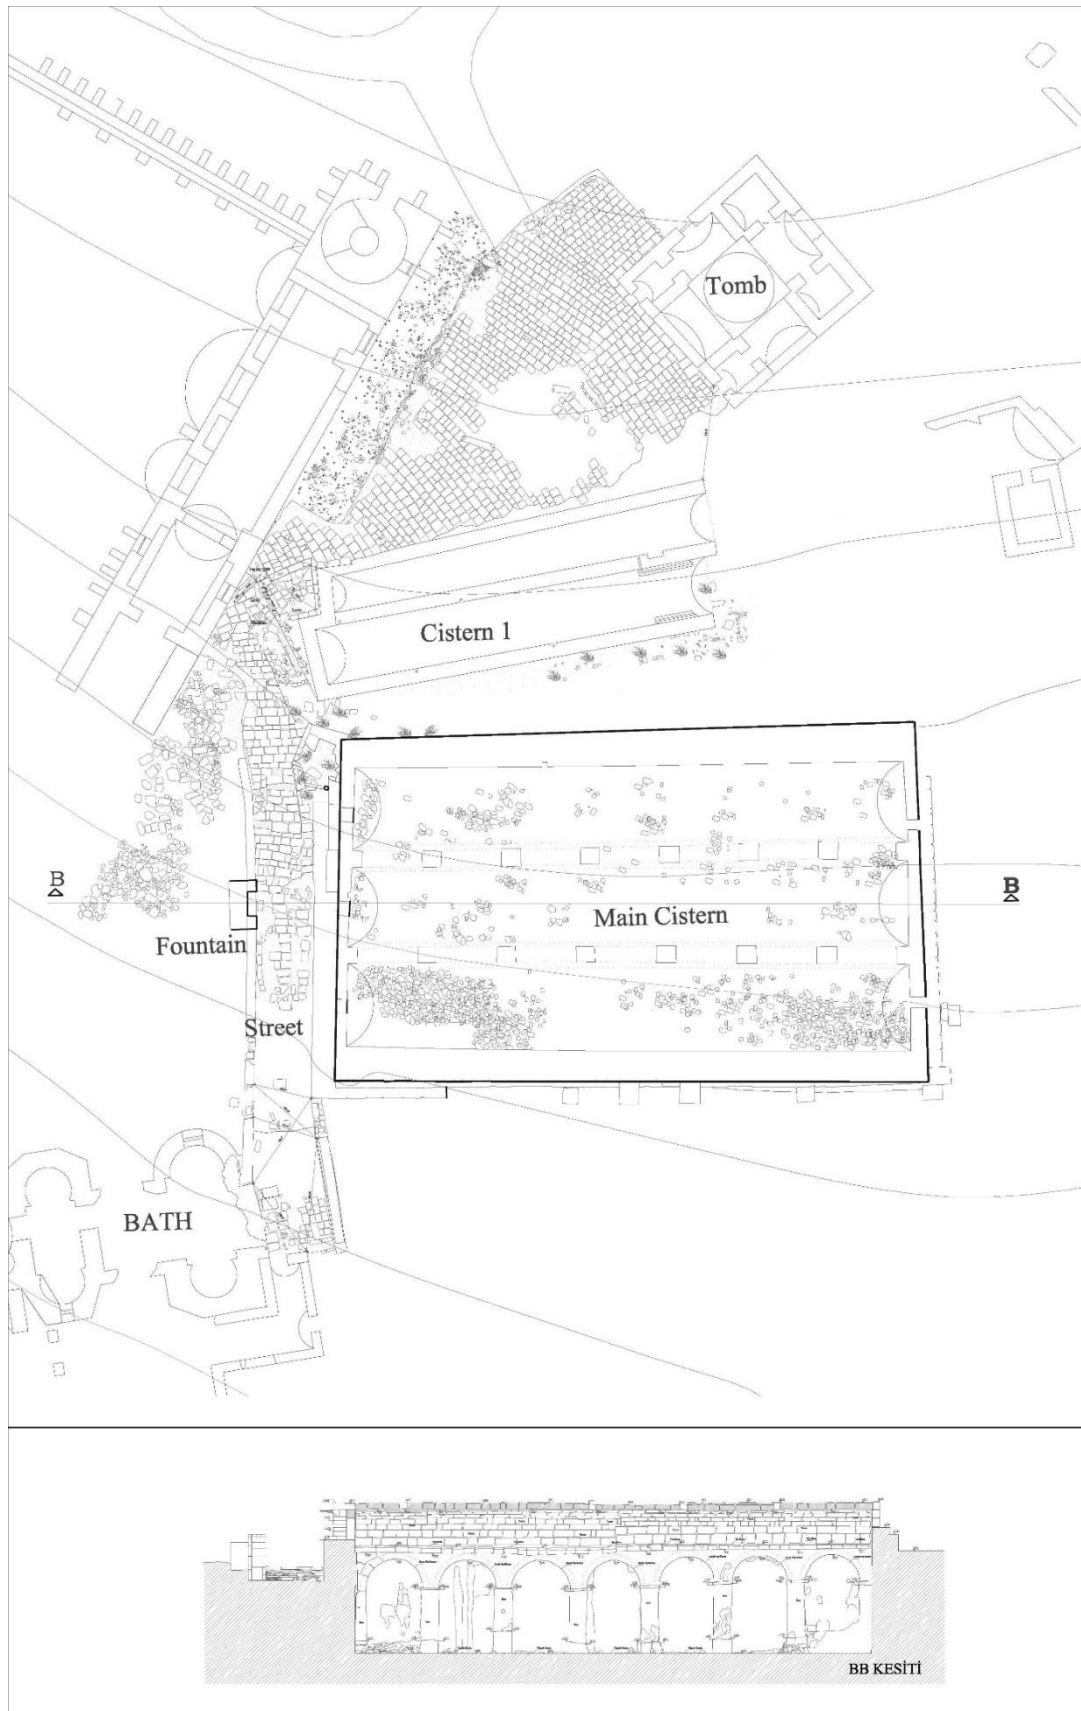 Tomb
Cistern 1
B
B
Main Cistern
Fountain
Street
BATH
BB KESİTİ